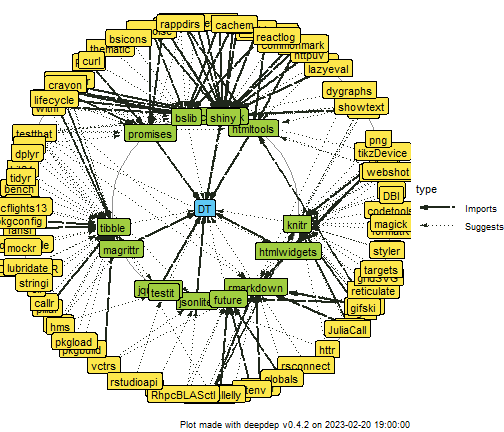 rappdirs
cachem
bsicons
reactlog
thematic
commonmark
httpuv
curl
lazyeval
crayon
dygraphs
lifecycle
showtext
bslib
shiny
promises
htmltools
testthat
png
dplyr
tikZDevice
tidyr
webshot
bench
DBI
nycflights13
DT
codetools
pkgconfig
tibble
knitr
magick
mockr
magrittr
htmlwidgets
styler
lubridate
targets
stringi
reticulate
testit
jsonlite
future
rmarkdown
callr
gifski
hms
JuliaCall
pkgload
pkgbuild
httr
vctrs
rsconnect
rstudioapi
globals
RhpcBLASctl
type
Imports
Suggests
Plot made with deepdep v0.4.2 on 2023-02-20 19:00:00